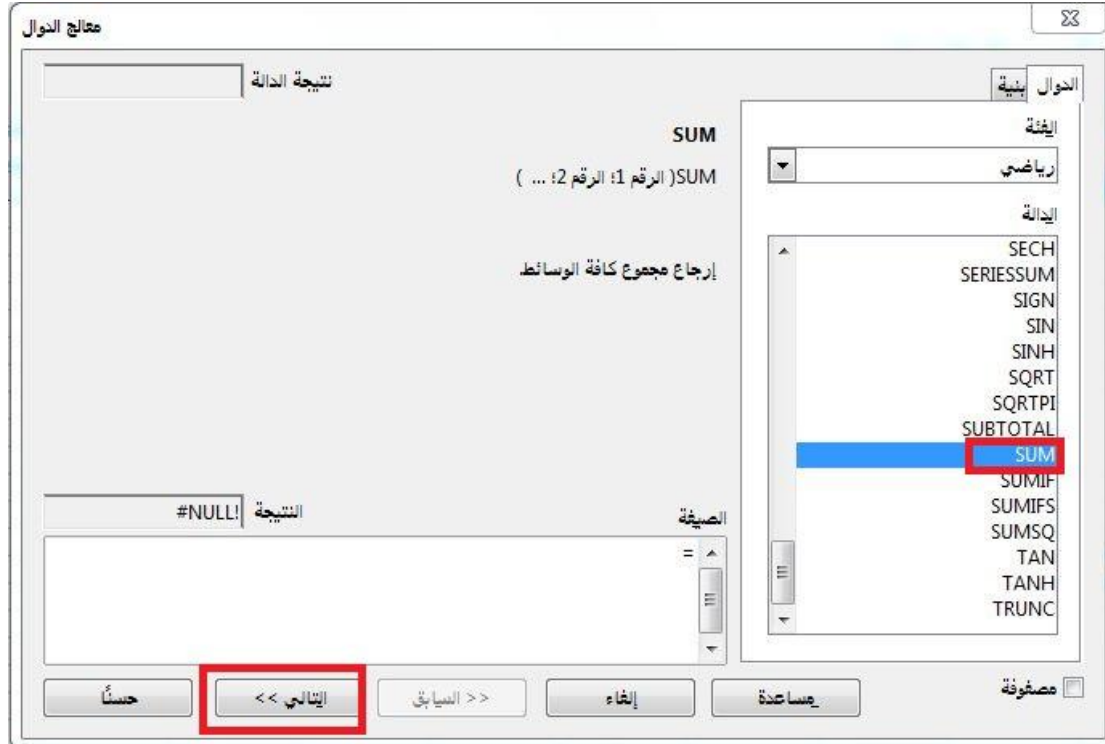 معالج الدوال
الدوال بنية
الفئة
رياضي
الدالة
SECH
SERIESSUM
SIGN
SIN
SINH
SQRT
SQRTPI
SUBTOTAL
SUM
SUMIF
SUMIFS
SUMSQ
TAN
TANH
TRUNC
مصفوفة
نتيجة الدالة
SUM
SUM( الرقم 1؛ الرقم 2؛ ... )
إرجاع مجموع كافة الوسائط.
الصيغة
النتيجة #NULL!
=
مساعدة إلغاء << السابق التالي >> حسنًا